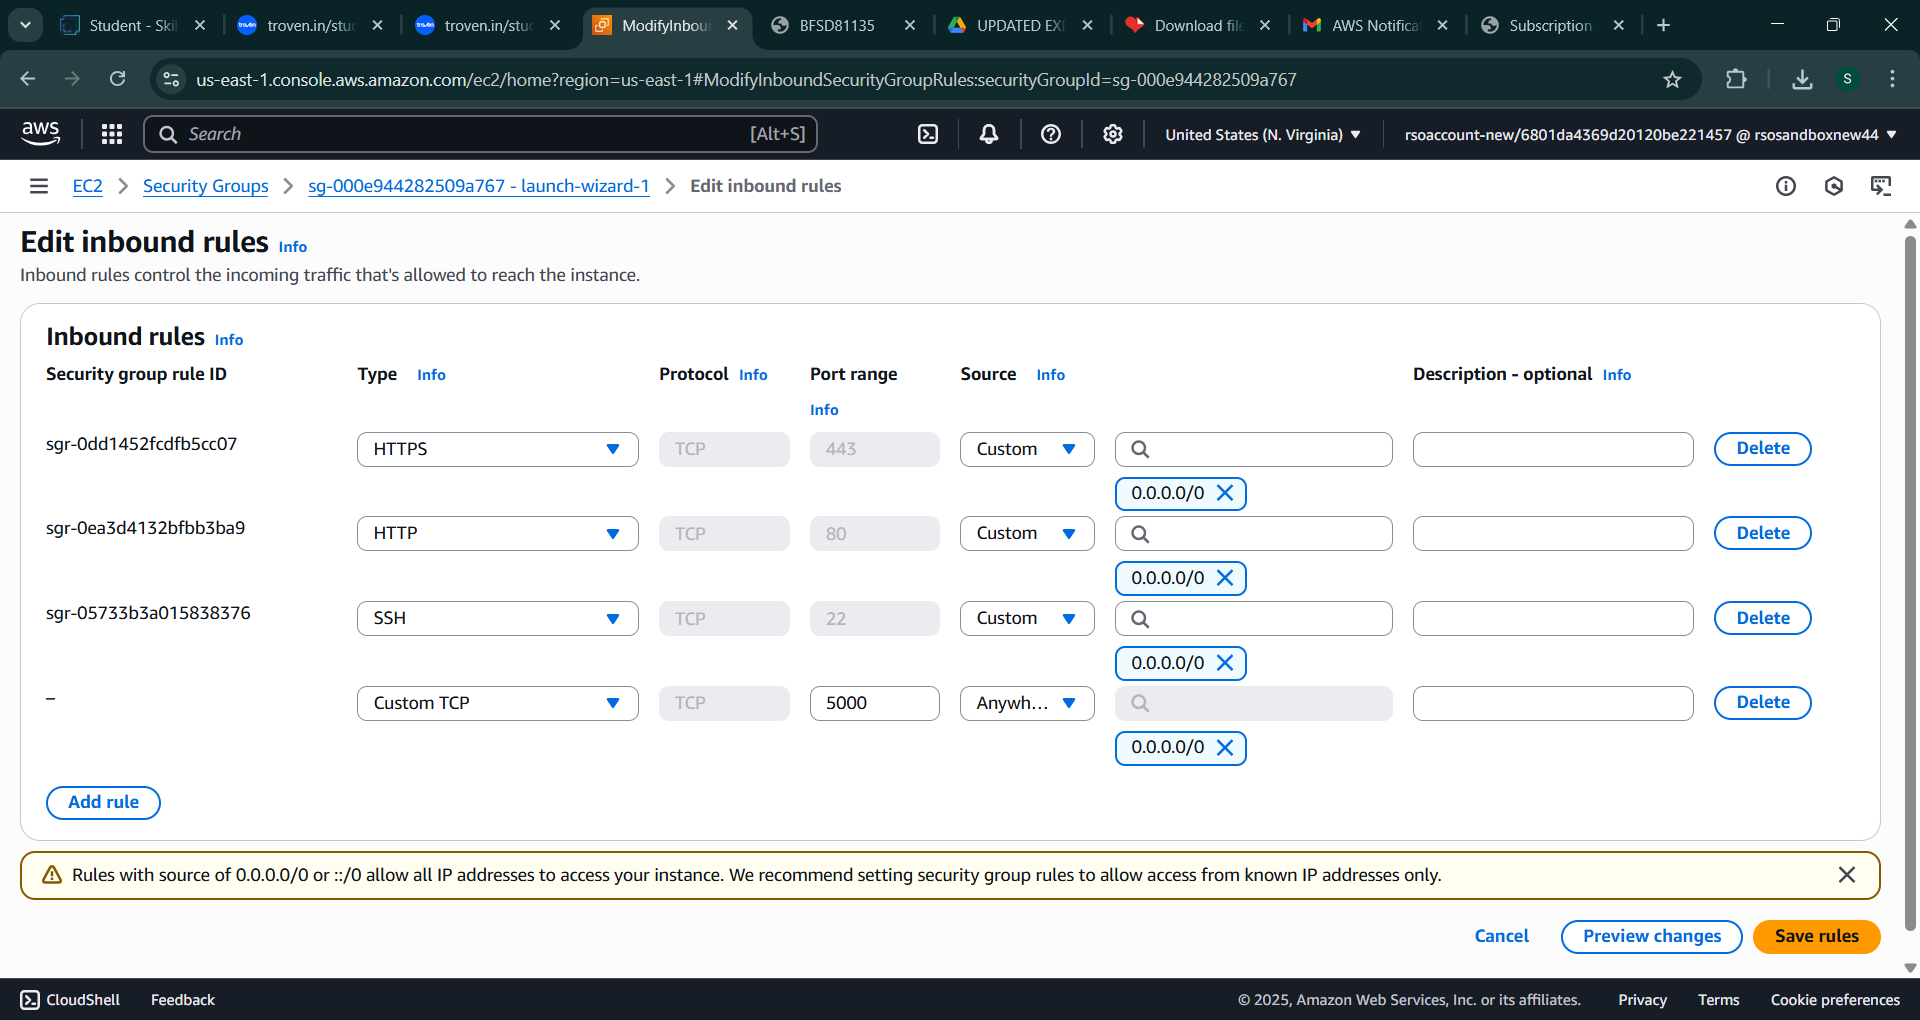 Student - Skil
troven.in/stud
troven.in/stud
ModifyInbour
BFSD81135
UPDATED EXP
Download file
AWS Notificat
Subscription
us-east-1.console.aws.amazon.com/ec2/home?region=us-east-1#ModifyInboundSecurityGroupRules:securityGroupId=sg-000e944282509a767
S
aws
Search
[Alt+S]
United States (N. Virginia)
rsoaccount-new/6801da4369d20120be221457 @ rsosandboxnew44
EC2
Security Groups
sg-000e944282509a767 - launch-wizard-1
Edit inbound rules
Edit inbound rules Info
Inbound rules control the incoming traffic that's allowed to reach the instance.
Inbound rules Info
Security group rule ID Type Info Protocol Info Port range Source Info Description - optional Info
Info
sgr-0dd1452fcdfb5cc07 HTTPS TCP 443 Custom Delete
0.0.0.0/0
sgr-0ea3d4132bfbb3ba9 HTTP TCP 80 Custom Delete
0.0.0.0/0
sgr-05733b3a015838376 SSH TCP 22 Custom Delete
0.0.0.0/0
– Custom TCP TCP 5000 Anywh... Delete
0.0.0.0/0
Add rule
Rules with source of 0.0.0.0/0 or ::/0 allow all IP addresses to access your instance. We recommend setting security group rules to allow access from known IP addresses only.
Cancel Preview changes Save rules
CloudShell Feedback © 2025, Amazon Web Services, Inc. or its affiliates. Privacy Terms Cookie preferences